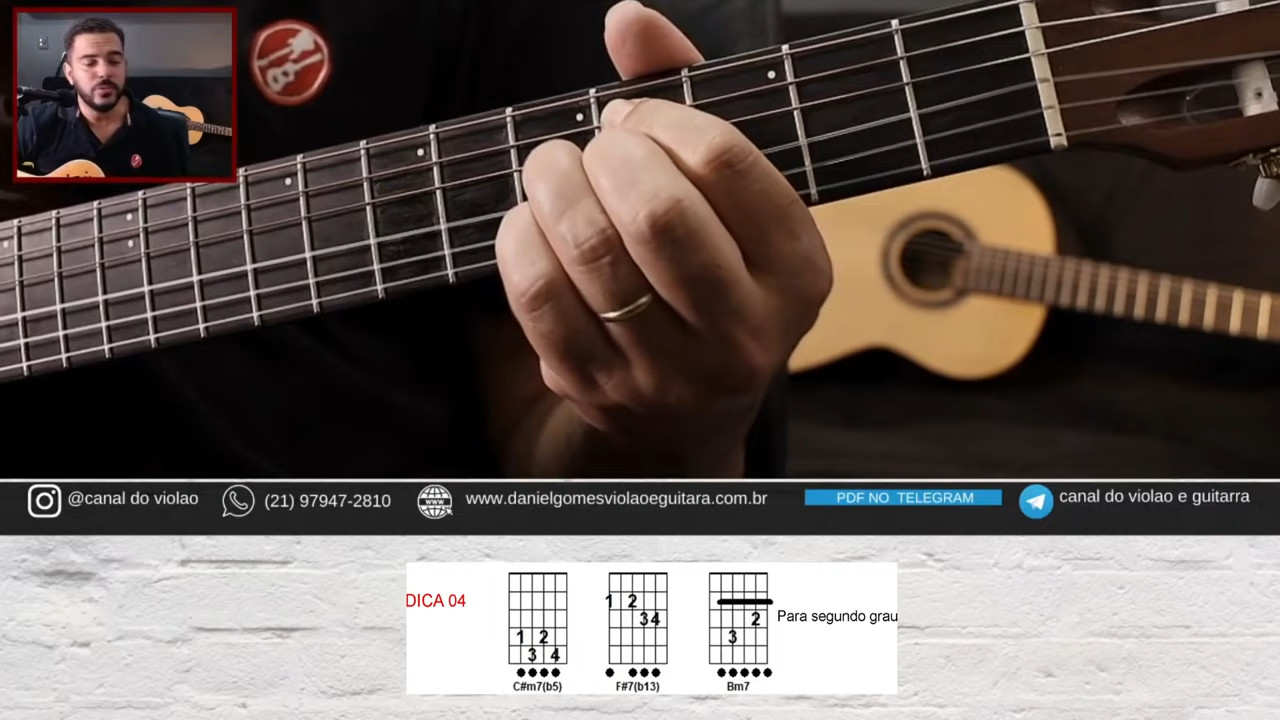 @canal do violao
(21) 97947-2810
www.danielgomesviolaoeguitara.com.br
PDF NO TELEGRAM
canal do violao e guitarra
DICA 04
1 2
3 4
C#m7(b5)
1 2
3 4
F#7(b13)
2
3
Bm7
Para segundo grau